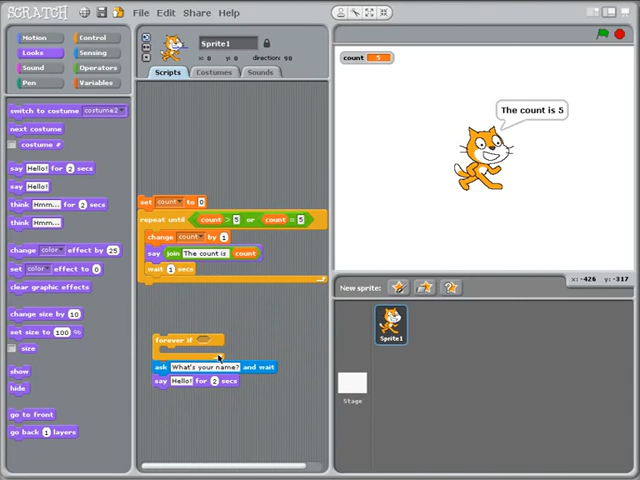 SCRATCH File Edit Share Help
Motion Control
Looks Sensing
Sound Operators
Pen Variables
switch to costume costume2
next costume
costume #
say Hello! for 2 secs
say Hello!
think Hmm... for 2 secs
think Hmm...
change color effect by 25
set color effect to 0
clear graphic effects
change size by 10
set size to 100 %
size
show
hide
go to front
go back 1 layers
Sprite1
x: 0 y: 0 direction: 90
Scripts Costumes Sounds
set count to 0
repeat until count > 5 or count = 5
change count by 1
say join The count is count
wait 1 secs
forever if
ask What's your name? and wait
say Hello! for 2 secs
count 5
The count is 5
x: -426 y: -317
New sprite:
Sprite1
Stage